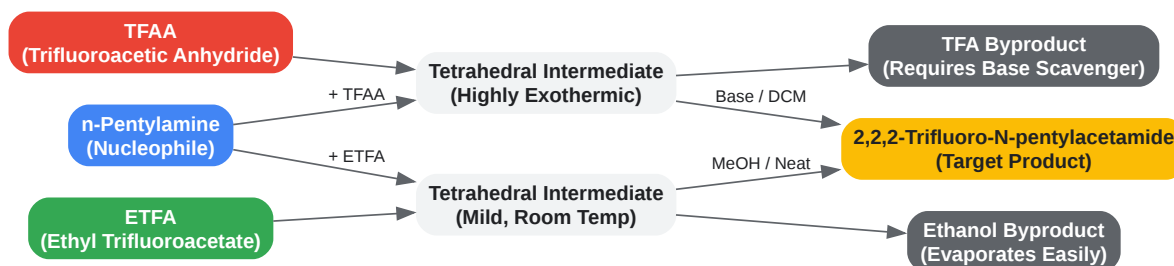 TFAA
(Trifluoroacetic Anhydride)
n-Pentylamine
(Nucleophile)
ETFA
(Ethyl Trifluoroacetate)
+ TFAA
+ ETFA
Tetrahedral Intermediate
(Highly Exothermic)
Tetrahedral Intermediate
(Mild, Room Temp)
Base / DCM
MeOH / Neat
TFA Byproduct
(Requires Base Scavenger)
2,2,2-Trifluoro-N-pentylacetamide
(Target Product)
Ethanol Byproduct
(Evaporates Easily)